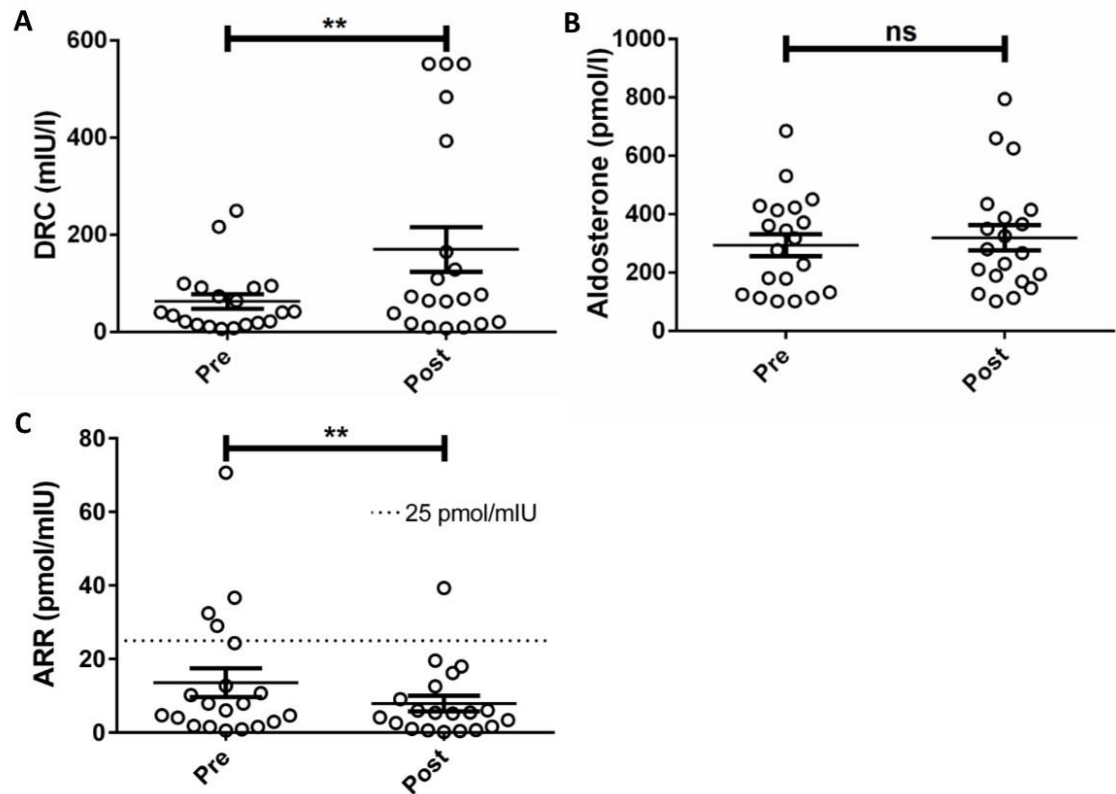 A
**
DRC (mIU/l)
600
400
200
0
Pre
Post
B
ns
Aldosterone (pmol/l)
1000
800
600
400
200
0
Pre
Post
C
**
ARR (pmol/mIU)
80
60
40
20
0
25 pmol/mIU
Pre
Post